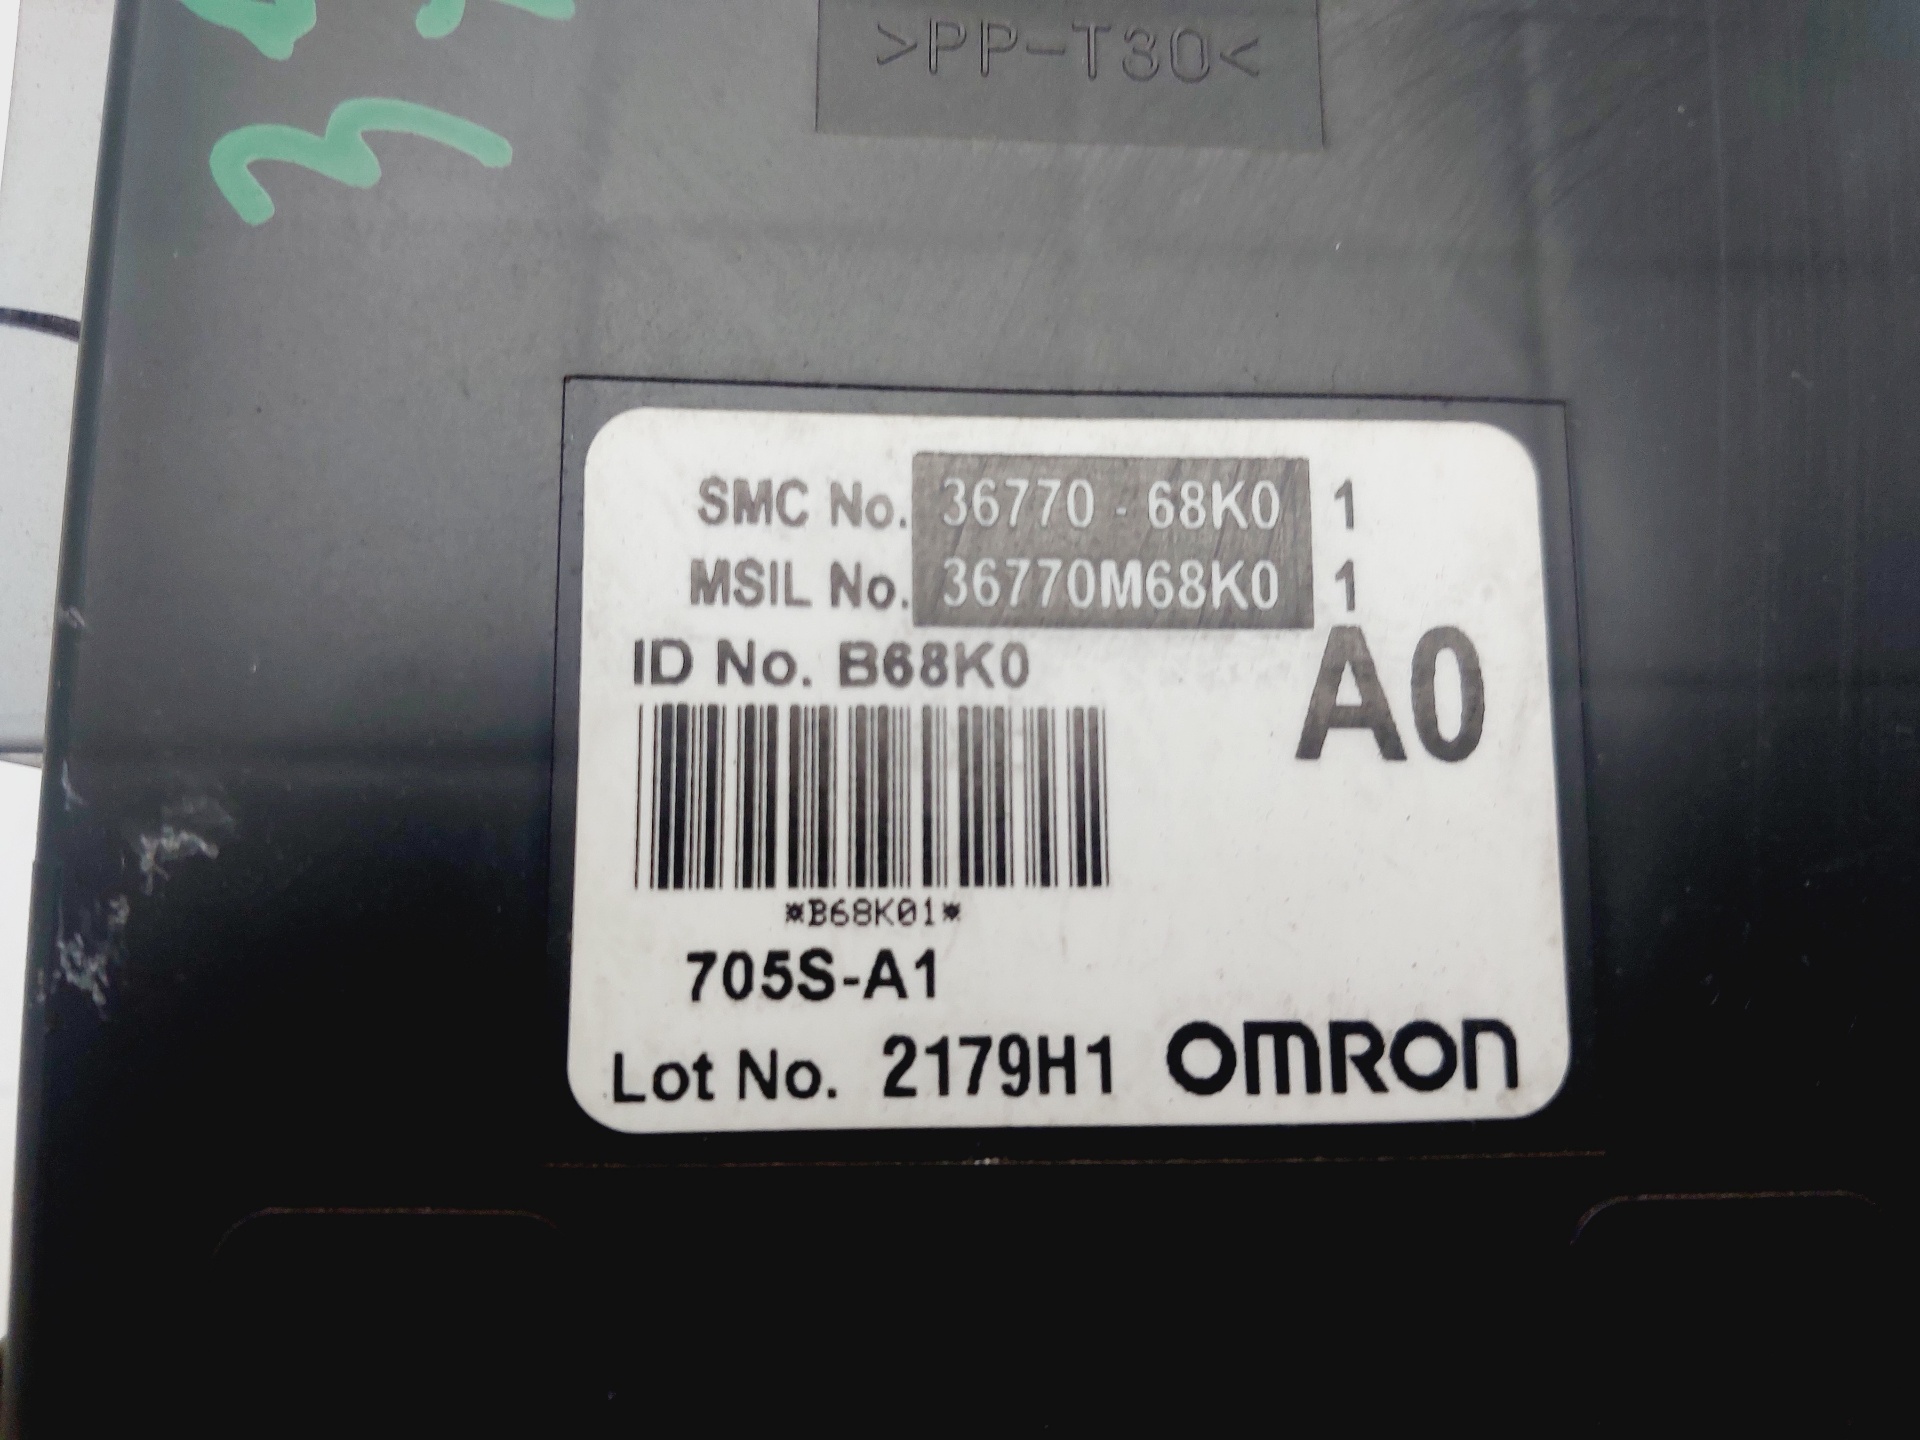 >PP-T30<
3
SMC No. 36770 - 68K0 1
MSIL No. 36770M68K0 1
ID No. B68K0
A0
*B68K01*
705S-A1
Lot No. 2179H1 OMRON